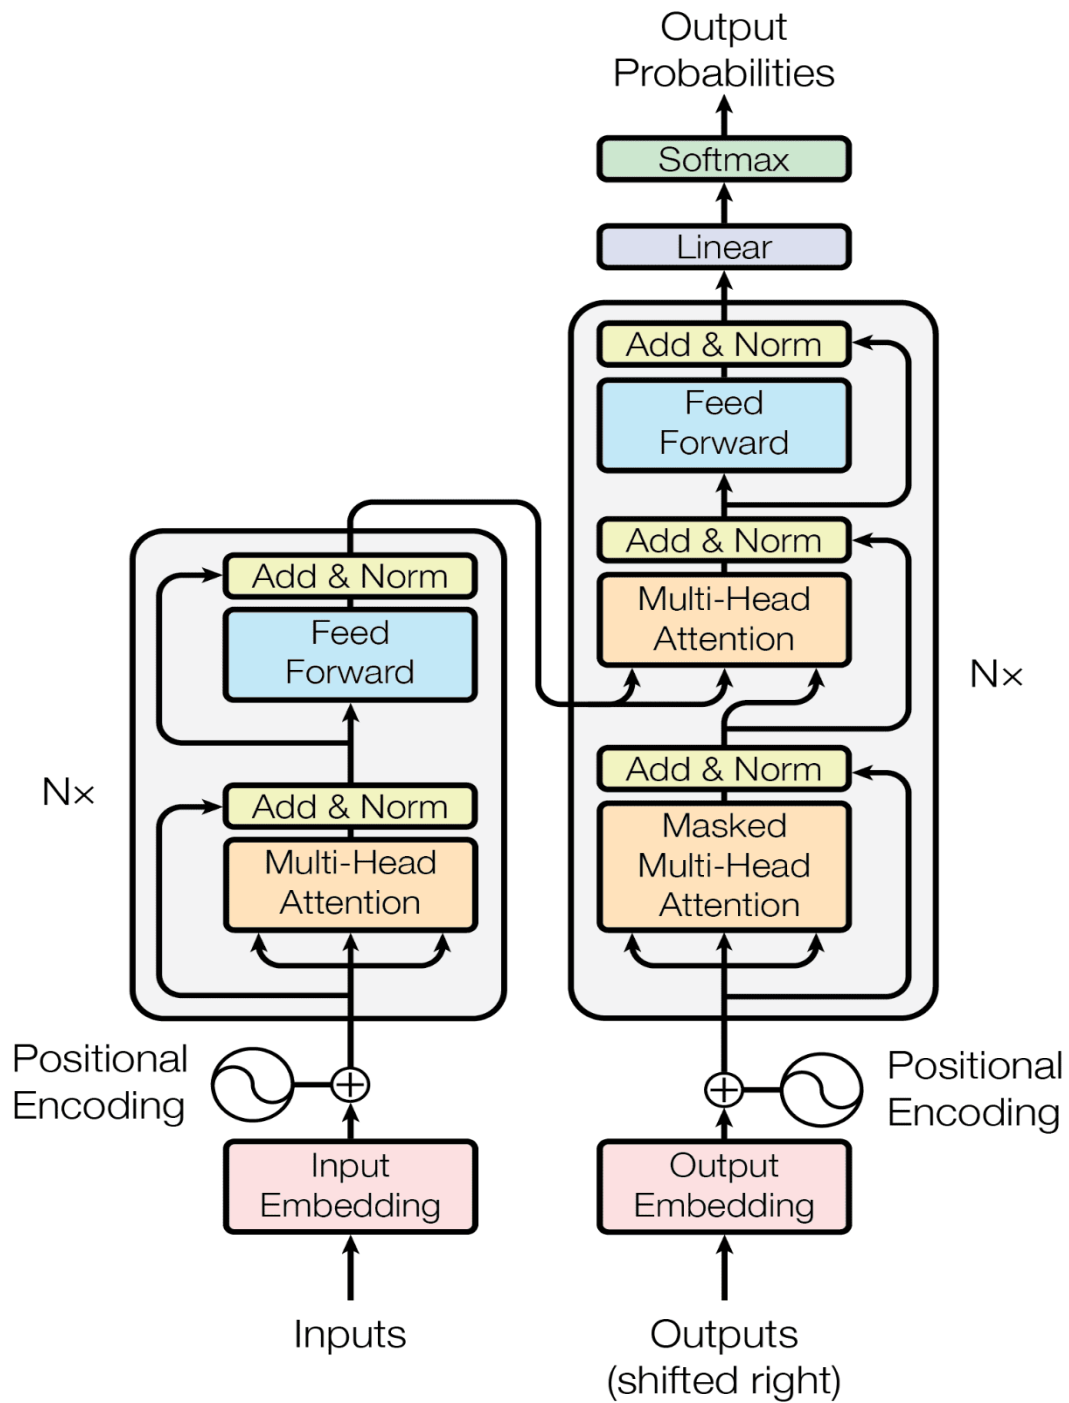 Output
Probabilities
Softmax
Linear
Add & Norm
Feed
Forward
Add & Norm
Multi-Head
Attention
Add & Norm
Masked
Multi-Head
Attention
N×
Add & Norm
Feed
Forward
Add & Norm
Multi-Head
Attention
N×
Positional
Encoding
Input
Embedding
Inputs
Positional
Encoding
Output
Embedding
Outputs
(shifted right)